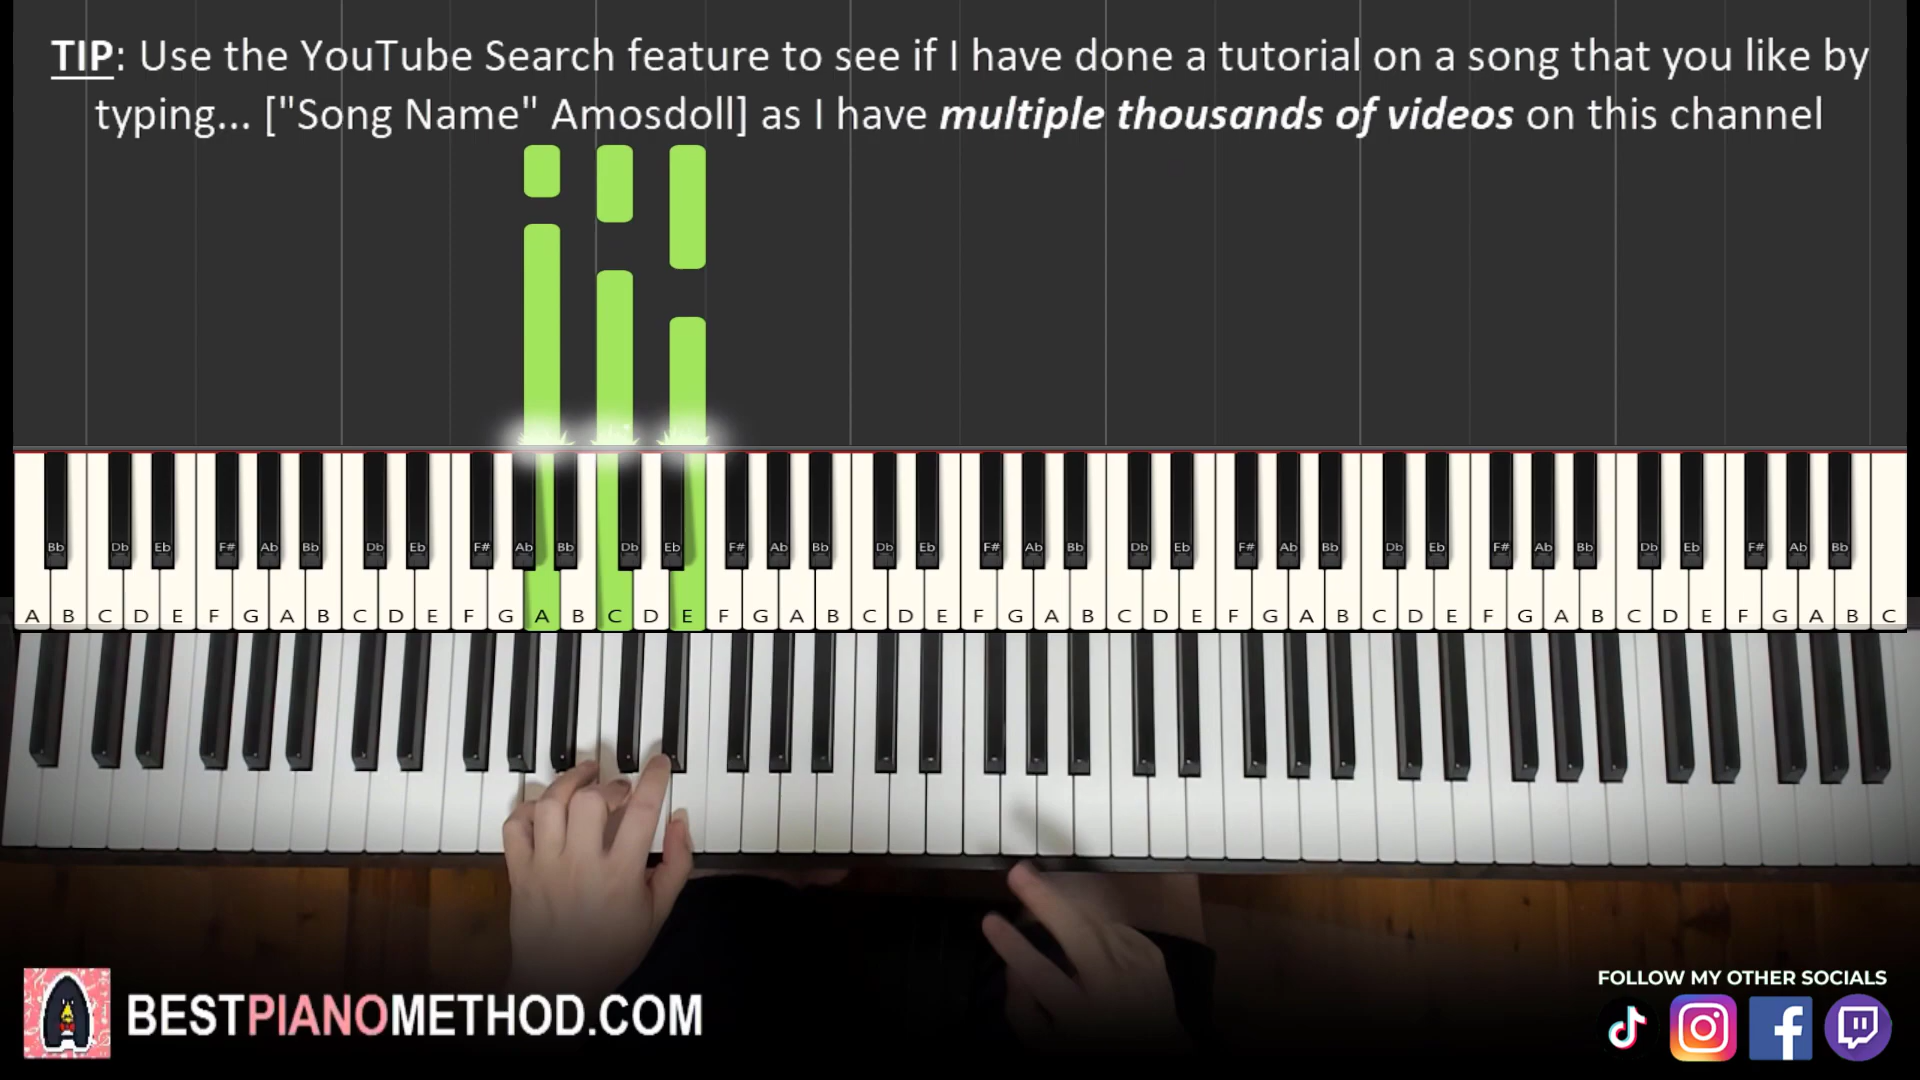 TIP: Use the YouTube Search feature to see if I have done a tutorial on a song that you like by
typing... ["Song Name" Amosdoll] as I have multiple thousands of videos on this channel
Bb Db Eb F# Ab Bb Db Eb F# Ab Bb Db Eb F# Ab Bb Db Eb F# Ab Bb Db Eb F# Ab Bb Db Eb F# Ab Bb Db Eb F# Ab Bb
A B C D E F G A B C D E F G A B C D E F G A B C D E F G A B C D E F G A B C D E F G A B C D E F G A B C
BESTPIANOMETHOD.COM
FOLLOW MY OTHER SOCIALS